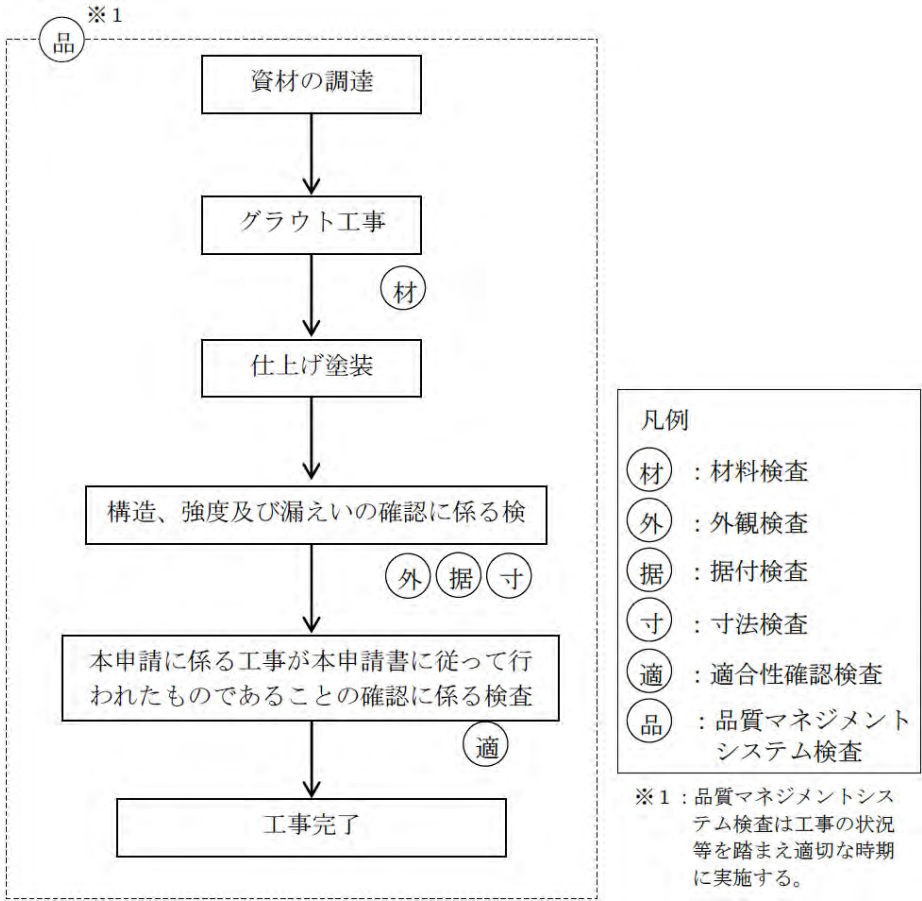 ※1
品
資材の調達
グラウト工事
材
仕上げ塗装
構造、強度及び漏えいの確認に係る検
外 据 寸
本申請に係る工事が本申請書に従って行
われたものであることの確認に係る検査
適
工事完了
凡例
材 : 材料検査
外 : 外観検査
据 : 据付検査
寸 : 寸法検査
適 : 適合性確認検査
品 : 品質マネジメント
システム検査
※1:品質マネジメントシス
テム検査は工事の状況
等を踏まえ適切な時期
に実施する。